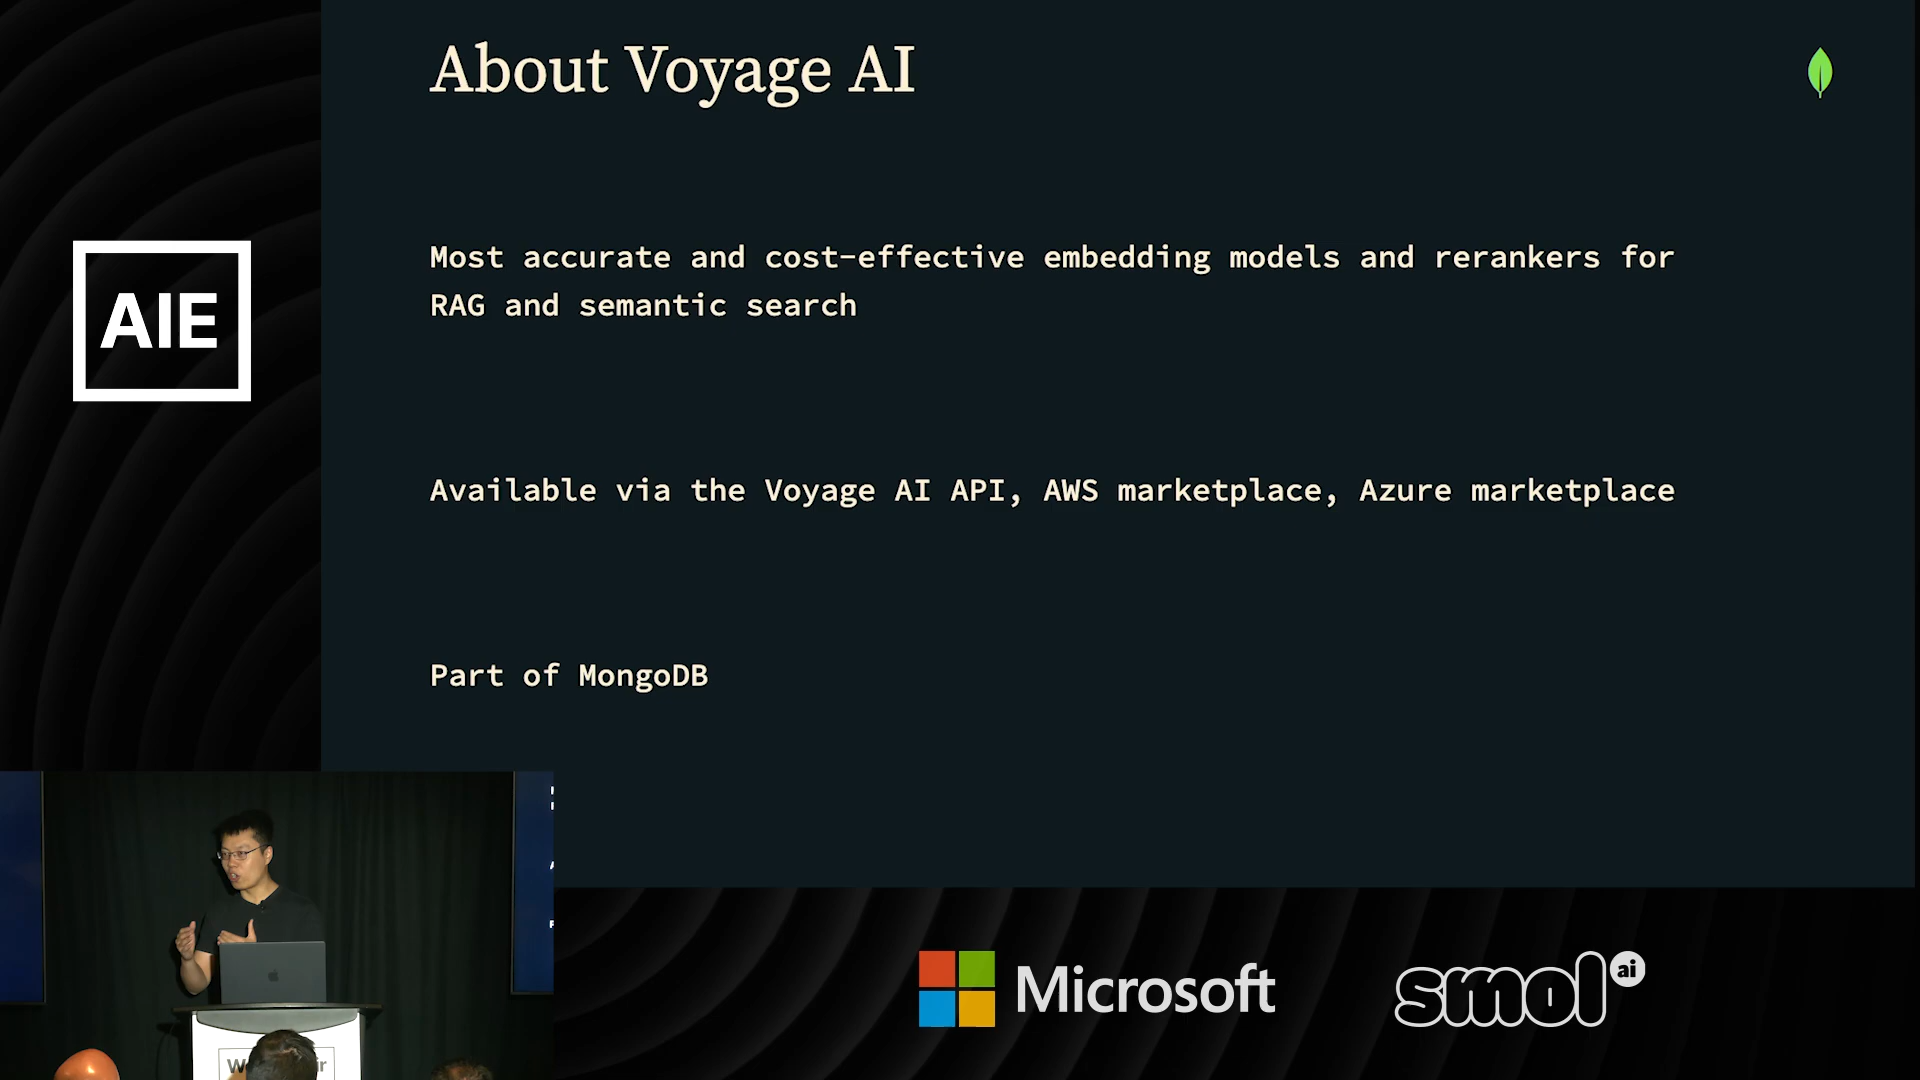 About Voyage AI
Most accurate and cost-effective embedding models and rerankers for
RAG and semantic search
Available via the Voyage AI API, AWS marketplace, Azure marketplace
Part of MongoDB
AIE
Microsoft
smol ai